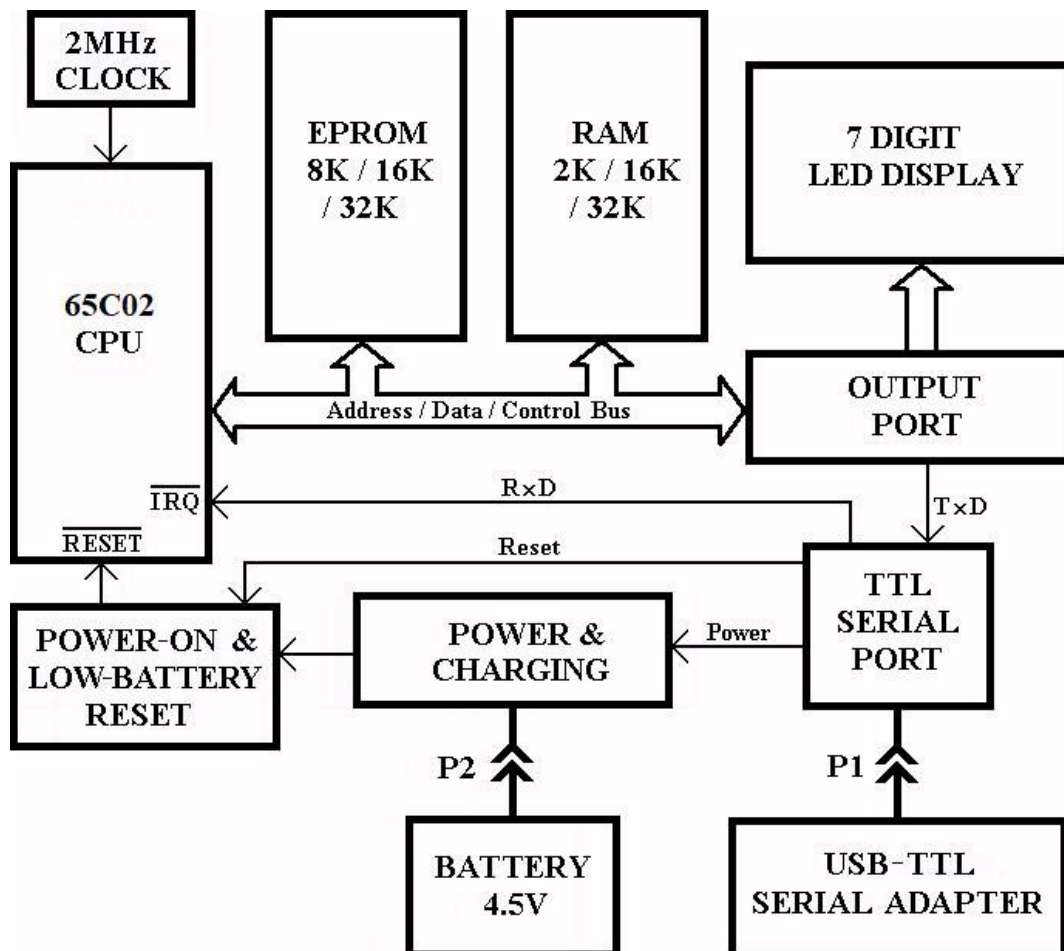 2MHz
CLOCK
EPROM
8K / 16K
/ 32K
RAM
2K / 16K
/ 32K
7 DIGIT
LED DISPLAY
65C02
CPU
Address / Data / Control Bus
OUTPUT
PORT
IRQ
R×D
T×D
RESET
Reset
TTL
SERIAL
PORT
POWER-ON &
LOW-BATTERY
RESET
POWER &
CHARGING
Power
P2
P1
BATTERY
4.5V
USB-TTL
SERIAL ADAPTER